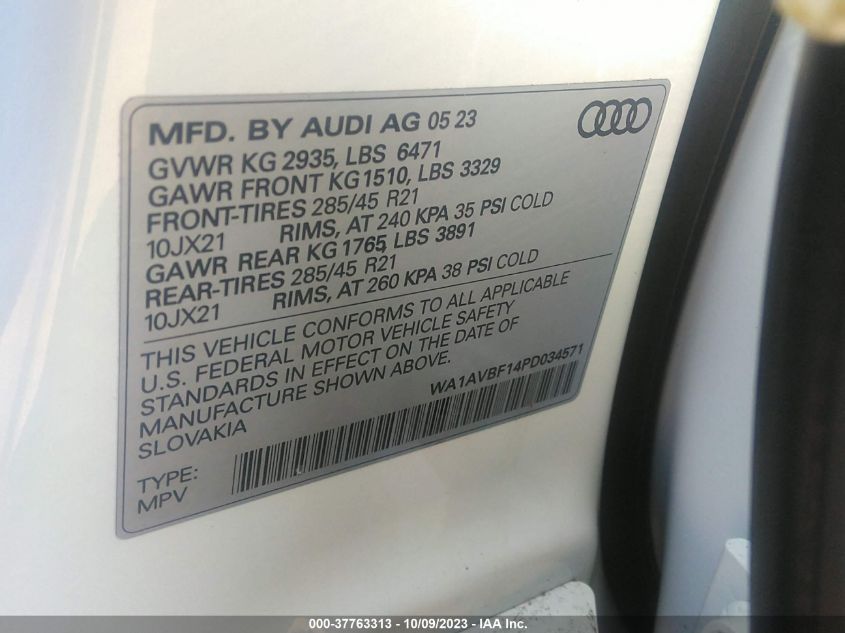 MFD. BY AUDI AG 05 23
GVWR KG 2935, LBS 6471
GAWR FRONT KG1510, LBS 3329
FRONT-TIRES 285/45 R21
10JX21 RIMS, AT 240 KPA 35 PSI COLD
GAWR REAR KG 1765, LBS 3891
REAR-TIRES 285/45 R21
10JX21 RIMS, AT 260 KPA 38 PSI COLD
THIS VEHICLE CONFORMS TO ALL APPLICABLE
U.S. FEDERAL MOTOR VEHICLE SAFETY
STANDARDS IN EFFECT ON THE DATE OF
MANUFACTURE SHOWN ABOVE.
SLOVAKIA
WA1AVBF14PD034571
TYPE:
MPV
000-37763313 - 10/09/2023 - IAA Inc.